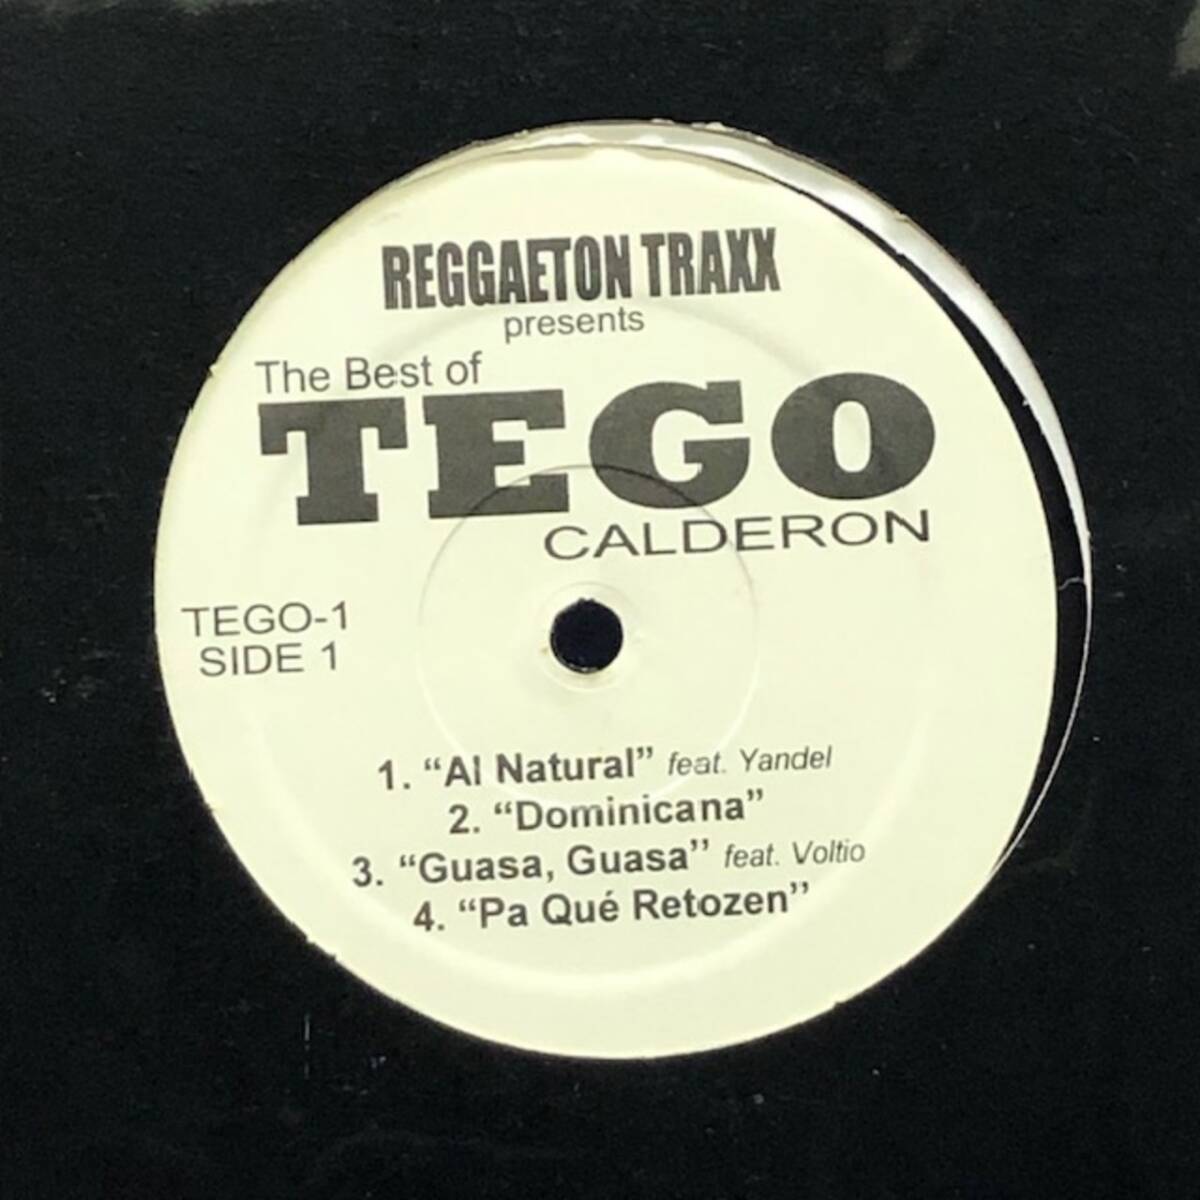 REGGAETON TRAXX
presents
The Best of
TEGO
CALDERON
TEGO-1
SIDE 1
1. “Al Natural” feat. Yandel
2. “Dominicana”
3. “Guasa, Guasa” feat. Voltio
4. “Pa Qué Retozen”